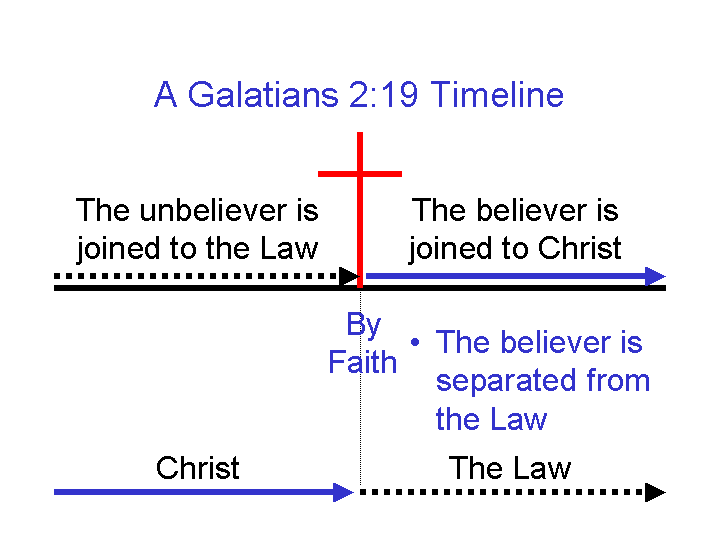 A Galatians 2:19 Timeline
The unbeliever is
joined to the Law
The believer is
joined to Christ
By
Faith
• The believer is
separated from
the Law
Christ
The Law